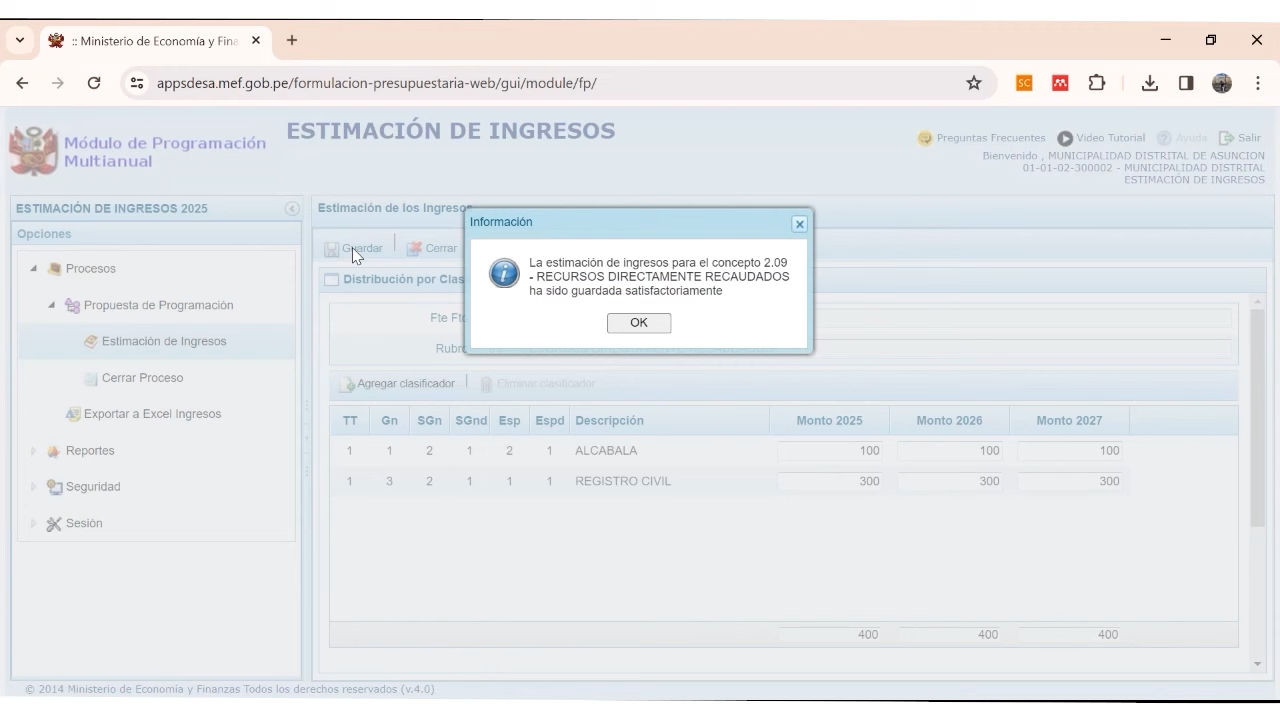 :: Ministerio de Economía y Fina
appsdesa.mef.gob.pe/formulacion-presupuestaria-web/gui/module/fp/
SC
Módulo de Programación
Multianual
ESTIMACIÓN DE INGRESOS
Preguntas Frecuentes Video Tutorial Ayuda Salir
Bienvenido , MUNICIPALIDAD DISTRITAL DE ASUNCION
01-01-02-300002 - MUNICIPALIDAD DISTRITAL
ESTIMACIÓN DE INGRESOS
ESTIMACIÓN DE INGRESOS 2025
Opciones
Procesos
Propuesta de Programación
Estimación de Ingresos
Cerrar Proceso
Exportar a Excel Ingresos
Reportes
Seguridad
Sesión
Estimación de los Ingresos
Guardar Cerrar
Distribución por Clas
Fte Fto
Rubro
Información
La estimación de ingresos para el concepto 2.09
- RECURSOS DIRECTAMENTE RECAUDADOS
ha sido guardada satisfactoriamente
OK
Agregar clasificador Eliminar clasificador
TT Gn SGn SGnd Esp Espd Descripción Monto 2025 Monto 2026 Monto 2027
1 1 2 1 2 1 ALCABALA 100 100 100
1 3 2 1 1 1 REGISTRO CIVIL 300 300 300
400 400 400
© 2014 Ministerio de Economía y Finanzas Todos los derechos reservados (v.4.0)